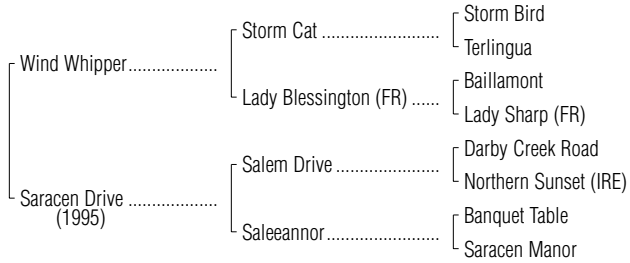 Storm Bird
Storm Cat ........................
Terlingua
Wind Whipper..................
Baillamont
Lady Blessington (FR) ......
Lady Sharp (FR)
Darby Creek Road
Salem Drive .....................
Northern Sunset (IRE)
Saracen Drive ..................
(1995)
Banquet Table
Saleeannor.......................
Saracen Manor